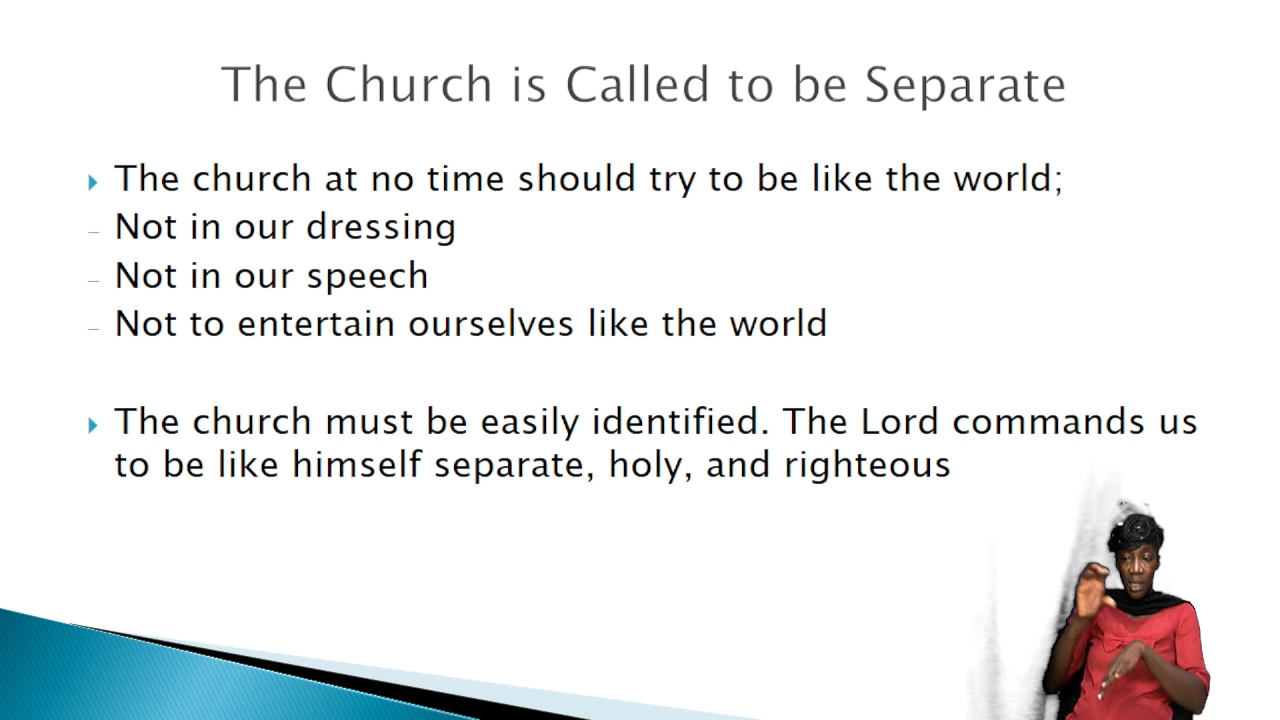 The Church is Called to be Separate
The church at no time should try to be like the world;
Not in our dressing
Not in our speech
Not to entertain ourselves like the world
The church must be easily identified. The Lord commands us
to be like himself separate, holy, and righteous